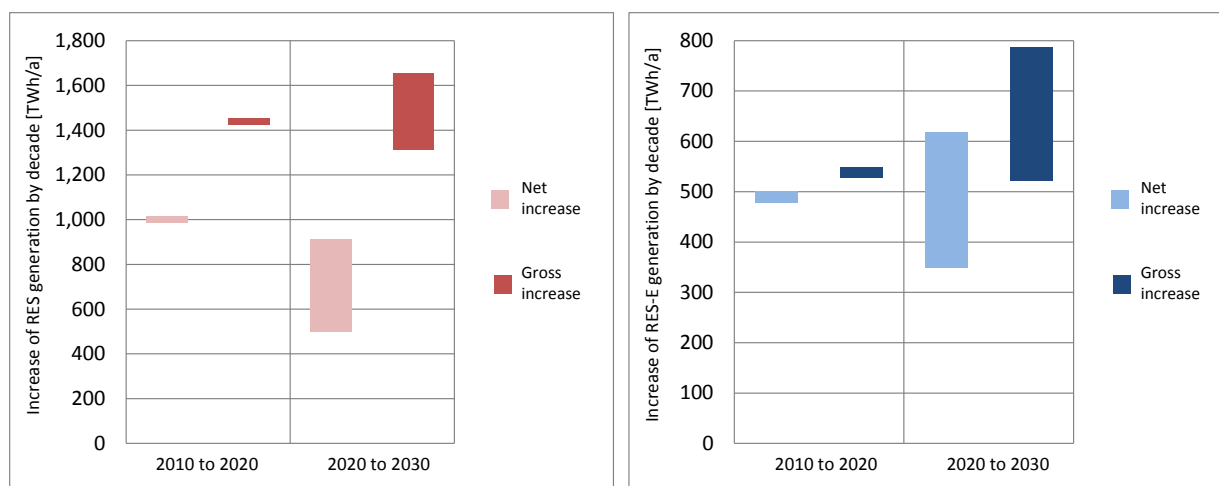 Increase of RES generation by decade [TWh/a]
1,800
1,600
1,400
1,200
1,000
800
600
400
200
0
2010 to 2020
2020 to 2030
Net
increase
Gross
increase
Increase of RES-E generation by decade [TWh/a]
800
700
600
500
400
300
200
100
0
2010 to 2020
2020 to 2030
Net
increase
Gross
increase